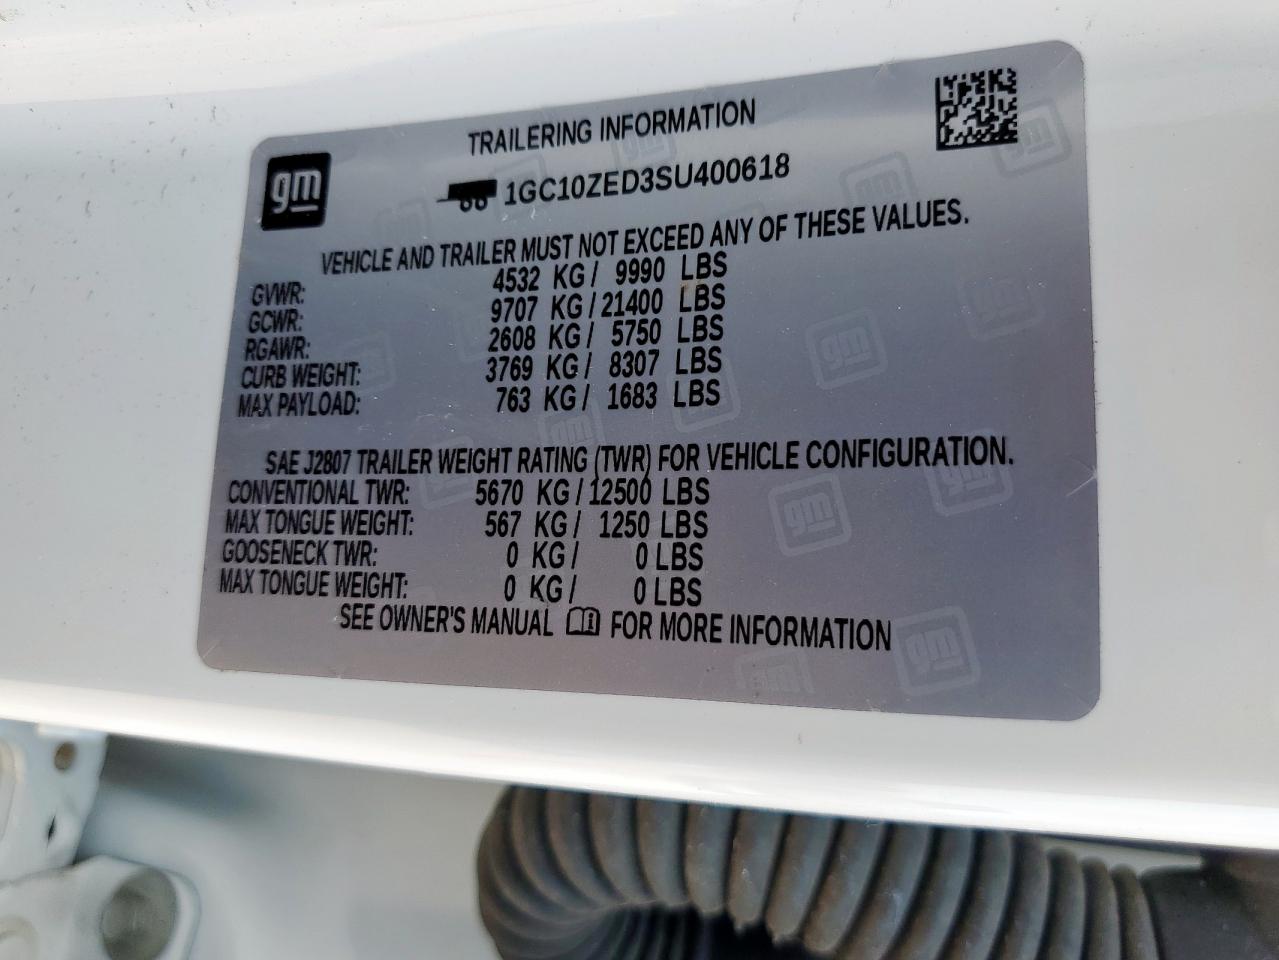 TRAILERING INFORMATION
gm
1GC10ZED3SU400618
VEHICLE AND TRAILER MUST NOT EXCEED ANY OF THESE VALUES.
GVWR: 4532 KG/ 9990 LBS
GCWR: 9707 KG/21400 LBS
RGAWR: 2608 KG/ 5750 LBS
CURB WEIGHT: 3769 KG/ 8307 LBS
MAX PAYLOAD: 763 KG/ 1683 LBS
SAE J2807 TRAILER WEIGHT RATING (TWR) FOR VEHICLE CONFIGURATION.
CONVENTIONAL TWR: 5670 KG/12500 LBS
MAX TONGUE WEIGHT: 567 KG/ 1250 LBS
GOOSENECK TWR: 0 KG/ 0 LBS
MAX TONGUE WEIGHT: 0 KG/ 0 LBS
SEE OWNER'S MANUAL FOR MORE INFORMATION